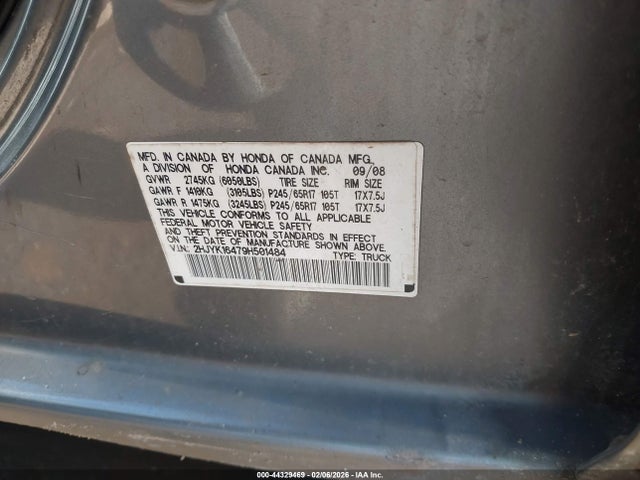 MFD. IN CANADA BY HONDA OF CANADA MFG.,
A DIVISION OF HONDA CANADA INC. 09/08
GVWR 2745KG (6050LBS) TIRE SIZE RIM SIZE
GAWR F 1410KG (3105LBS) P245/65R17 105T 17X7.5J
GAWR R 1475KG (3245LBS) P245/65R17 105T 17X7.5J
THIS VEHICLE CONFORMS TO ALL APPLICABLE
FEDERAL MOTOR VEHICLE SAFETY
AND THEFT PREVENTION STANDARDS IN EFFECT
ON THE DATE OF MANUFACTURE SHOWN ABOVE.
V.I.N: 2HJYK16479H501484 TYPE: TRUCK
000-44329469 | 02/06/2026 | IAA Inc.